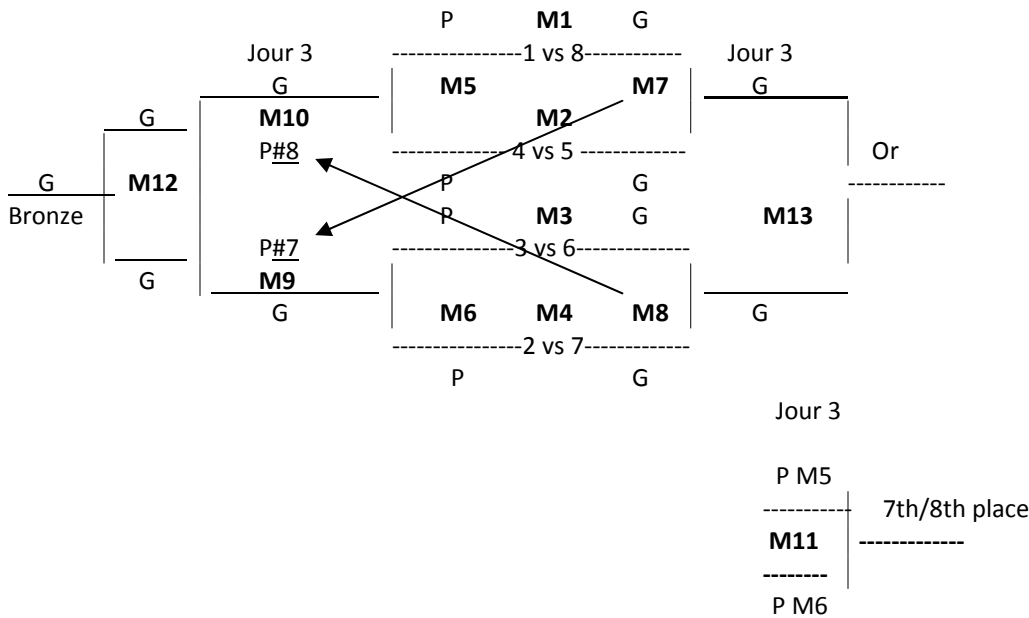 P M1 G
Jour 3 -------------------1 vs 8--------------- Jour 3
G M5 M7 G
G M10 M2 Or
P#8 ------------------4 vs 5 ---------------
G M12 P G
Bronze P M3 G M13
P#7 ------------------3 vs 6----------------
G M9
G M6 M4 M8 G
-------------------2 vs 7---------------
P G
Jour 3
P M5
----------- 7th/8th place
M11 -------------
--------
P M6